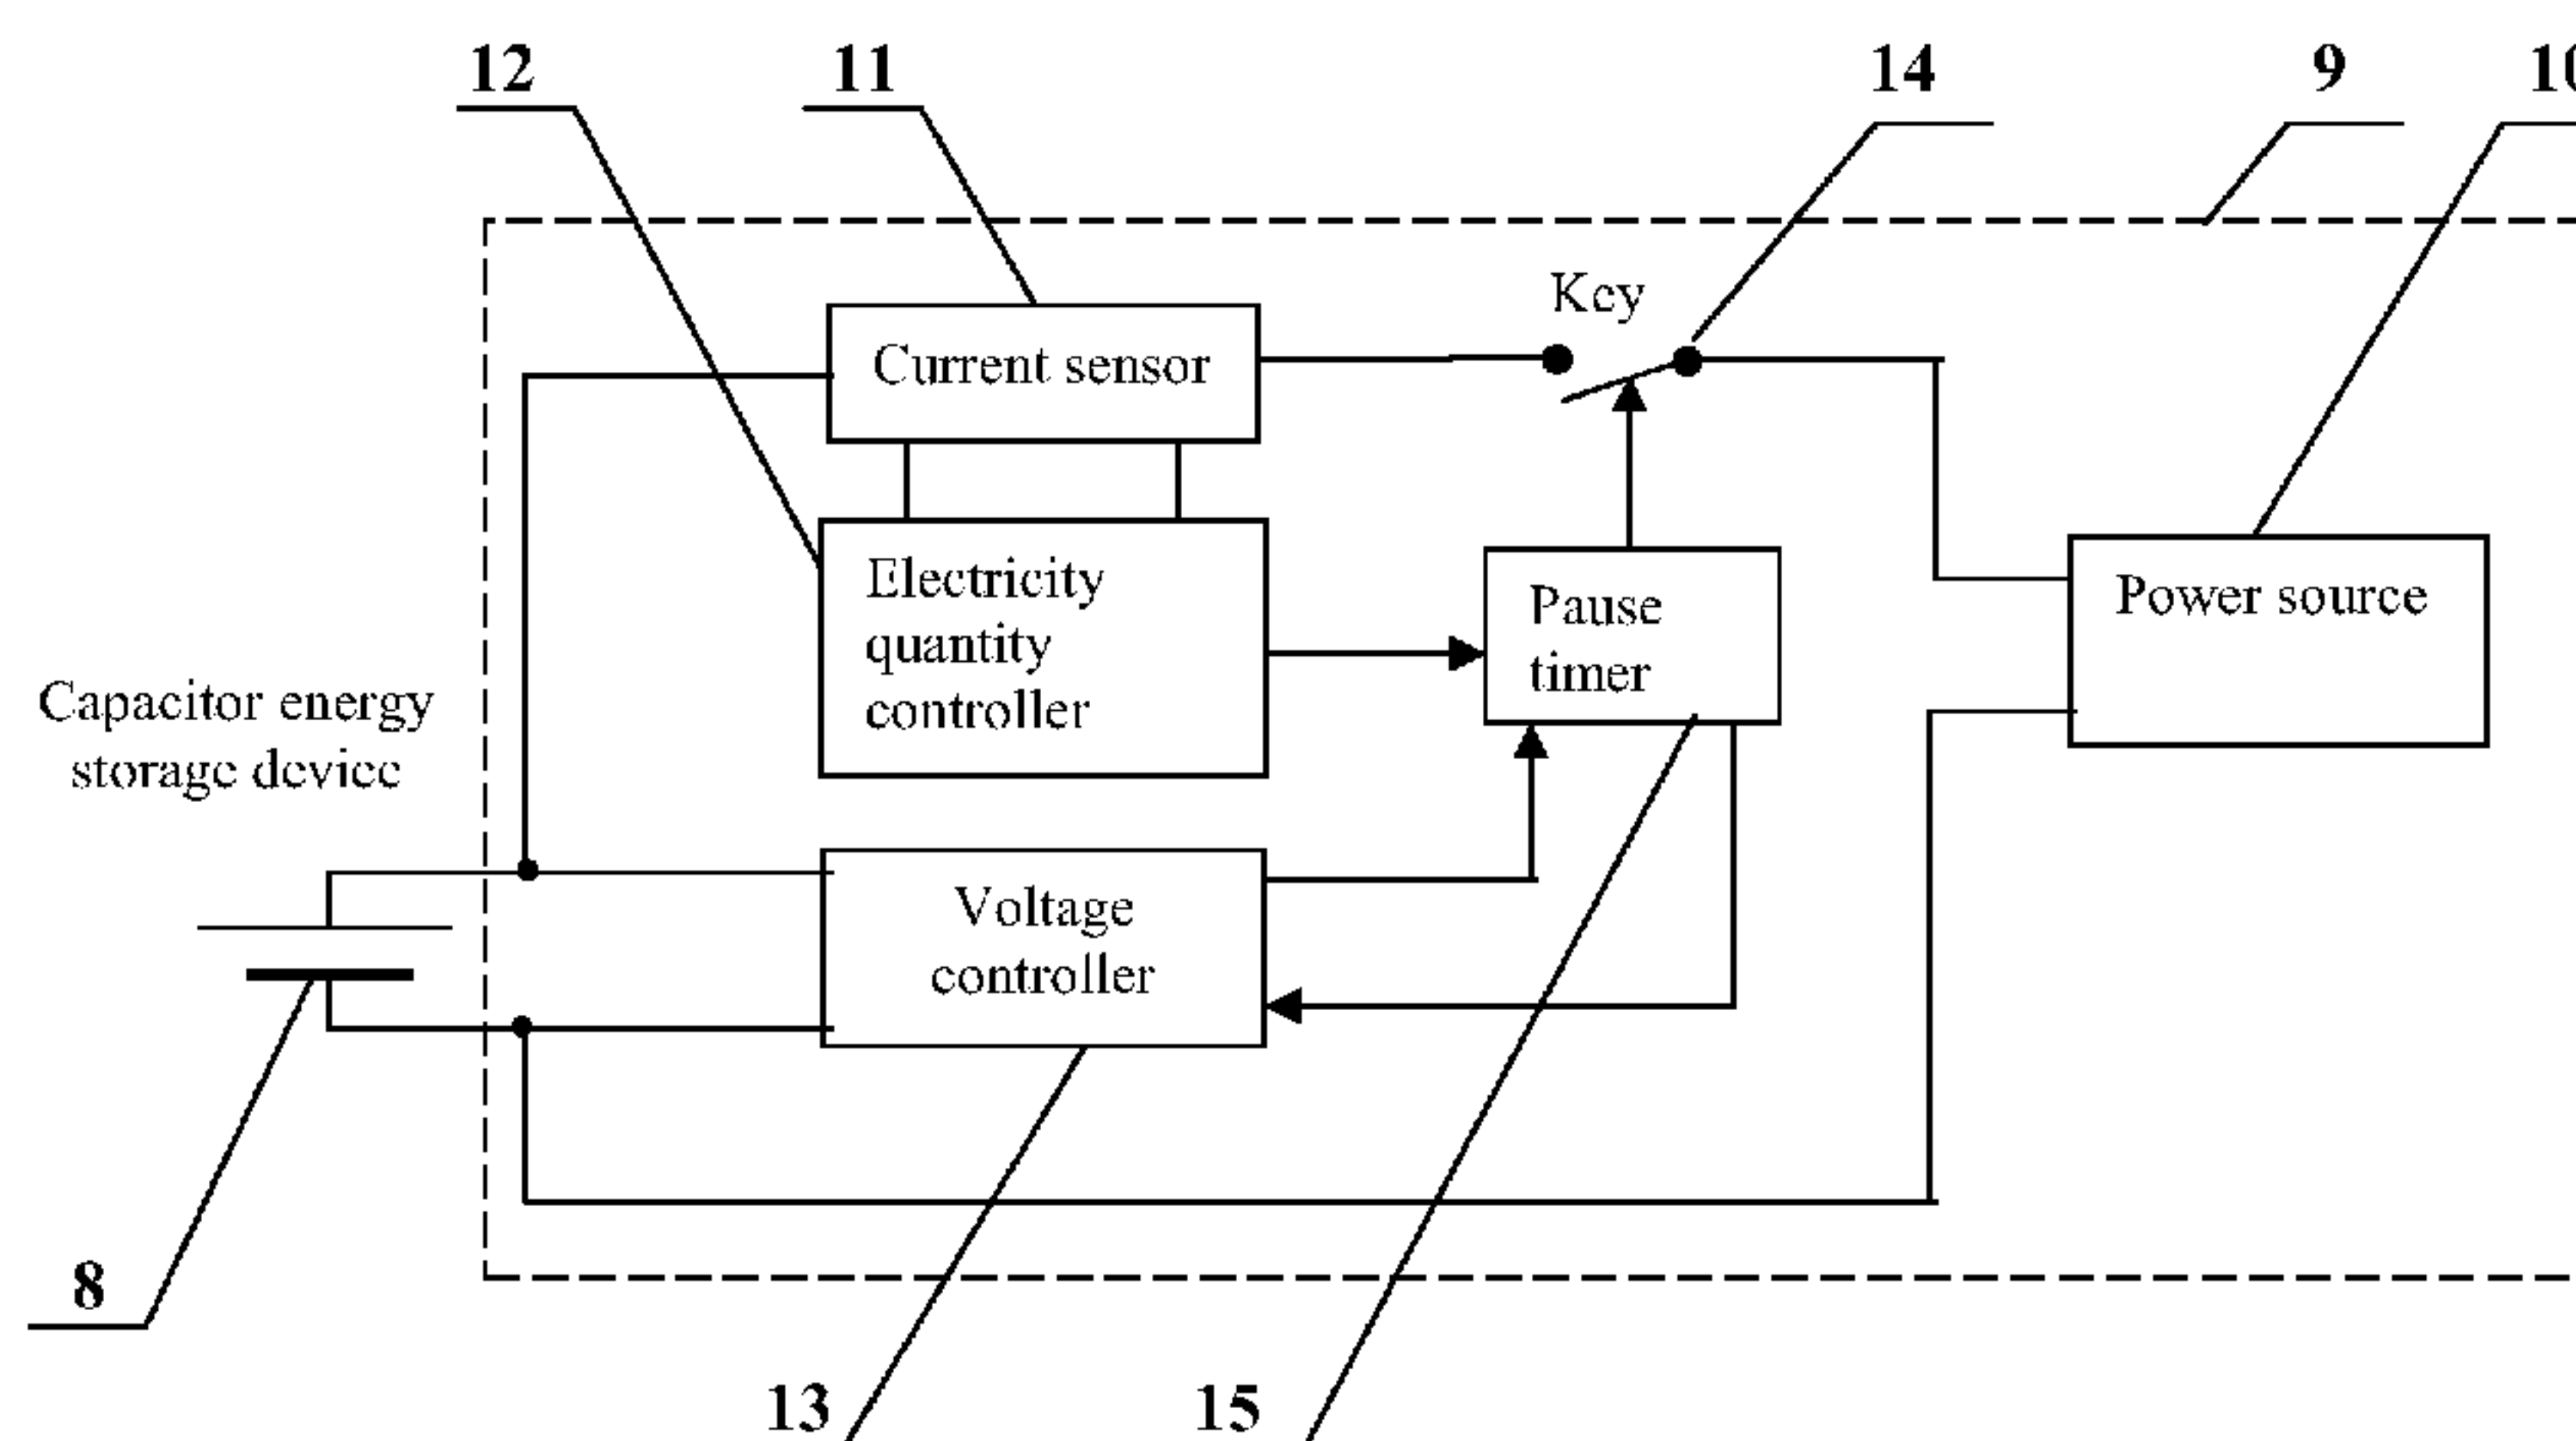 12
11
14
9
10
Key
Current sensor
Electricity
quantity
controller
Pause
timer
Power source
Capacitor energy
storage device
Voltage
controller
8
13
15